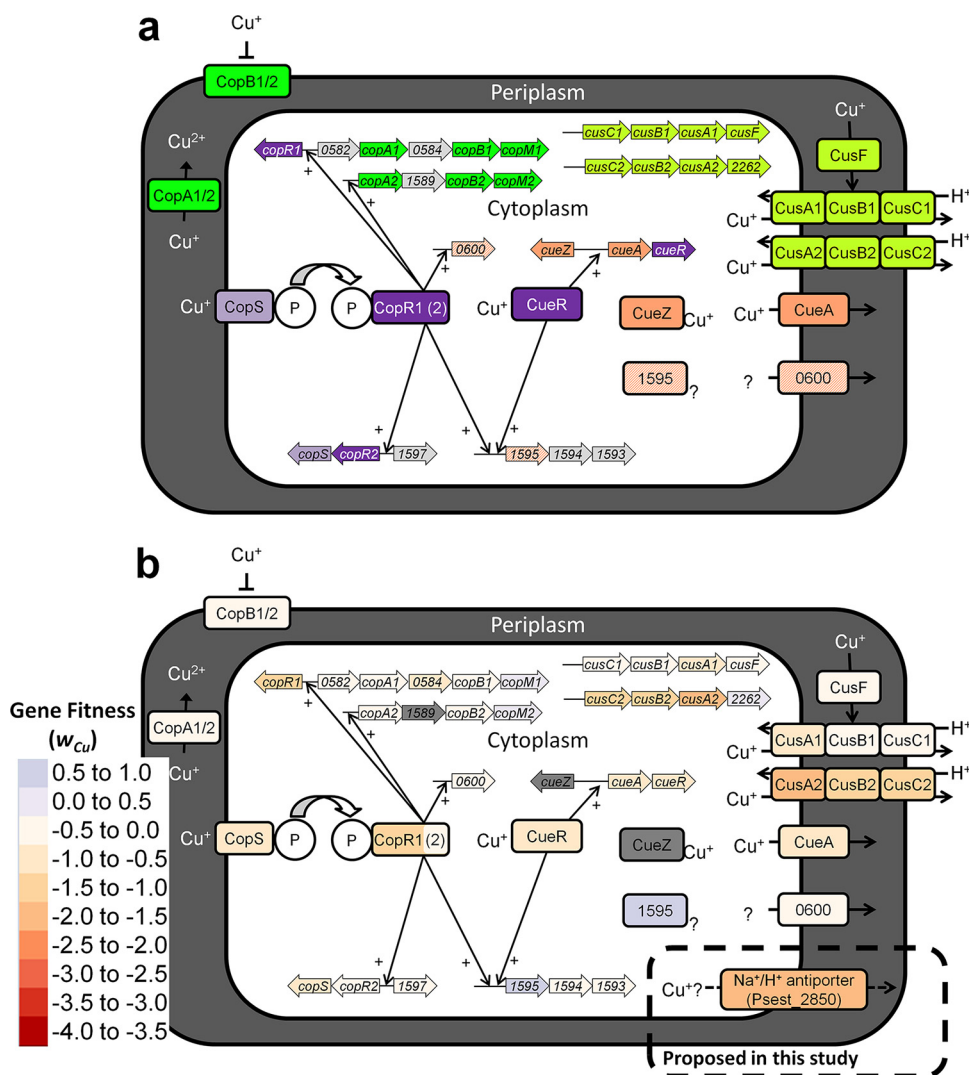 a
Cu⁺
CopB1/2
Periplasm
Cu²⁺
CopA1/2
Cu⁺
copR1 0582 copA1 0584 copB1 copM1
+
copA2 1589 copB2 copM2
+
cusC1 cusB1 cusA1 cusF
cusC2 cusB2 cusA2 2262
Cytoplasm
Cu⁺
CusF
CusA1 CusB1 CusC1 H⁺
Cu⁺
CusA2 CusB2 CusC2 H⁺
Cu⁺
0600
+
cueZ cueA cueR
+
Cu⁺ CopS P P CopR1 (2)
Cu⁺ CueR
CueZ Cu⁺
Cu⁺ CueA
1595 ?
? 0600
+ + +
copS copR2 1597
1595 1594 1593
b
Cu⁺
CopB1/2
Periplasm
Cu²⁺
CopA1/2
Cu⁺
copR1 0582 copA1 0584 copB1 copM1
+
copA2 1589 copB2 copM2
+
cusC1 cusB1 cusA1 cusF
cusC2 cusB2 cusA2 2262
Cytoplasm
Cu⁺
CusF
CusA1 CusB1 CusC1 H⁺
Cu⁺
CusA2 CusB2 CusC2 H⁺
Cu⁺
0600
+
cueZ cueA cueR
+
Cu⁺ CopS P P CopR1 (2)
Cu⁺ CueR
CueZ Cu⁺
Cu⁺ CueA
1595 ?
? 0600
+ + +
copS copR2 1597
1595 1594 1593
Cu⁺?
Na⁺/H⁺ antiporter
(Psest_2850)
Proposed in this study
Gene Fitness
(wCu)
0.5 to 1.0
0.0 to 0.5
-0.5 to 0.0
-1.0 to -0.5
-1.5 to -1.0
-2.0 to -1.5
-2.5 to -2.0
-3.0 to -2.5
-3.5 to -3.0
-4.0 to -3.5